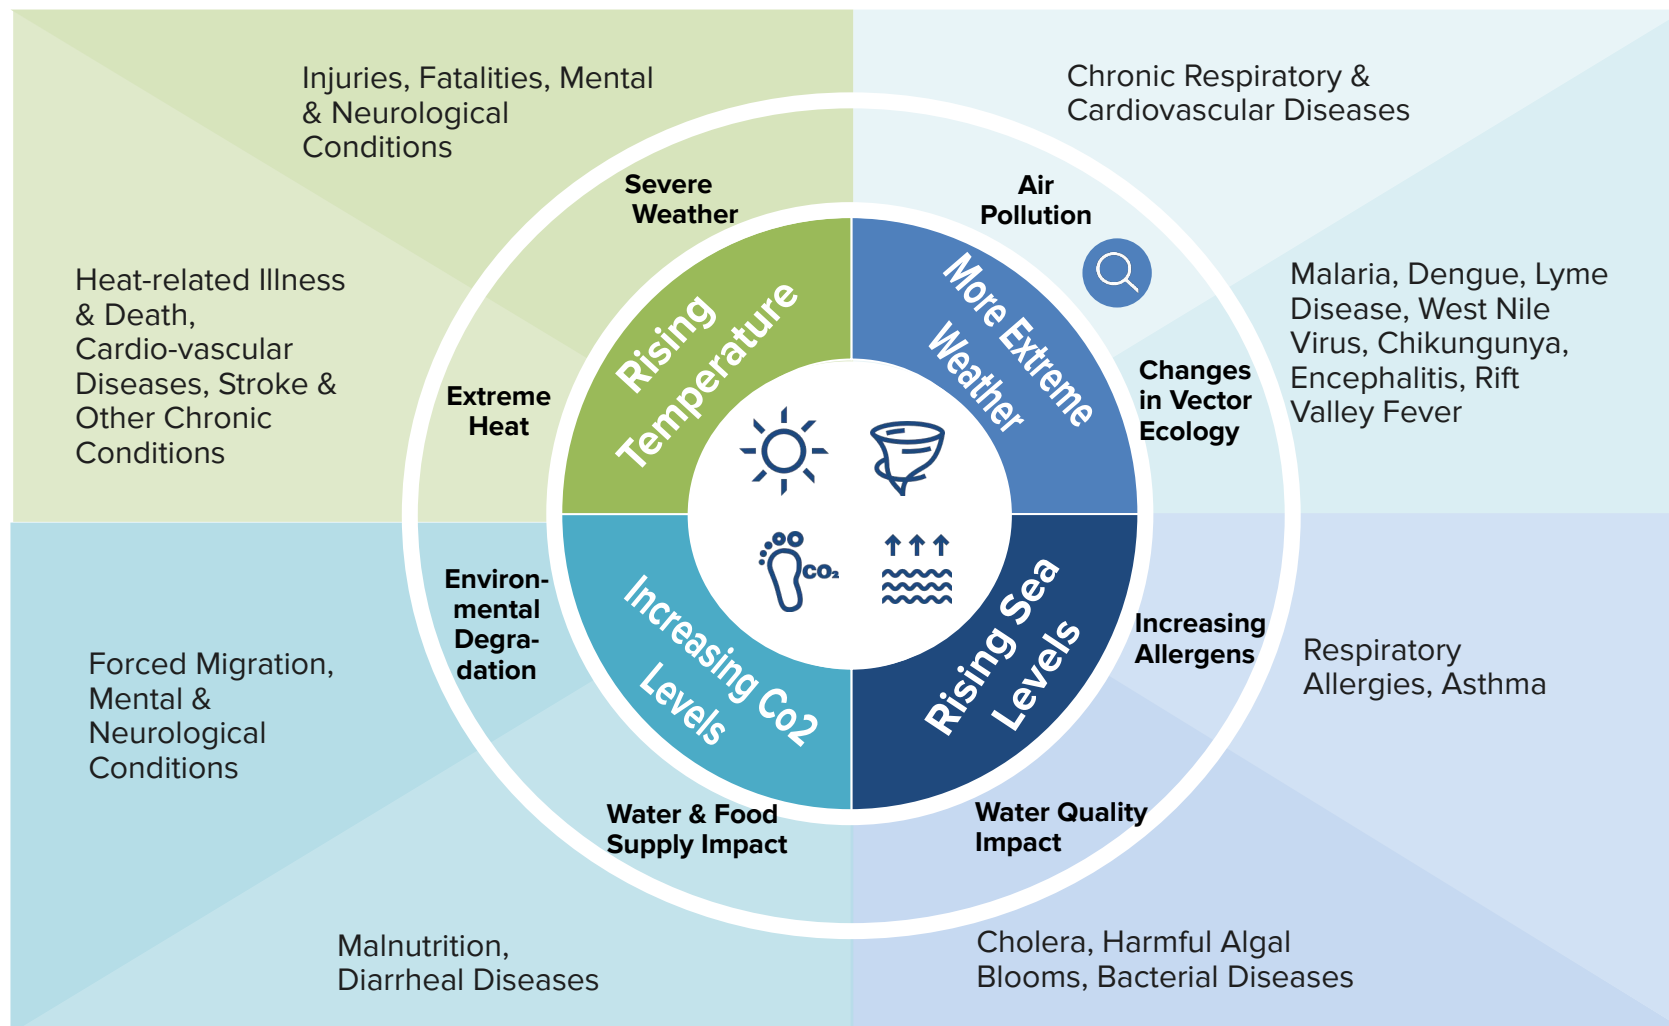 Injuries, Fatalities, Mental
& Neurological
Conditions
Chronic Respiratory &
Cardiovascular Diseases
Severe
Weather
Air
Pollution
Heat-related Illness
& Death,
Cardio-vascular
Diseases, Stroke &
Other Chronic
Conditions
Extreme
Heat
Rising
Temperature
More Extreme
Weather
Changes
in Vector
Ecology
Malaria, Dengue, Lyme
Disease, West Nile
Virus, Chikungunya,
Encephalitis, Rift
Valley Fever
CO₂
Environ-
mental
Degra-
dation
Increasing Co2
Levels
Rising Sea
Levels
Increasing
Allergens
Respiratory
Allergies, Asthma
Forced Migration,
Mental &
Neurological
Conditions
Water & Food
Supply Impact
Water Quality
Impact
Malnutrition,
Diarrheal Diseases
Cholera, Harmful Algal
Blooms, Bacterial Diseases